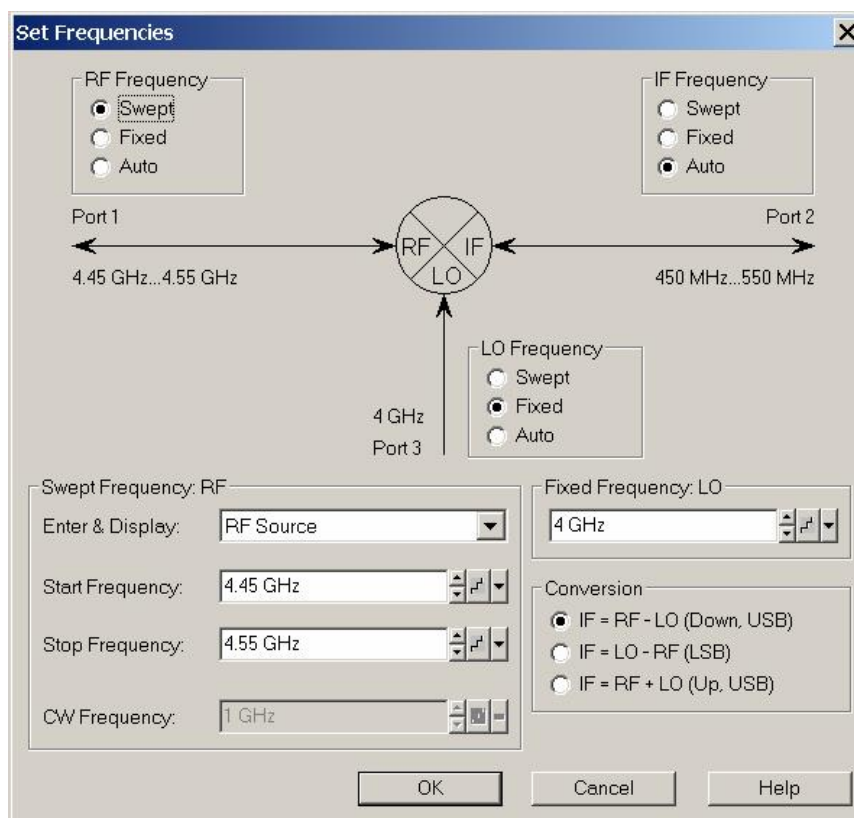 Set Frequencies
RF Frequency
Swept
Fixed
Auto
IF Frequency
Swept
Fixed
Auto
Port 1
Port 2
RF
IF
LO
4.45 GHz...4.55 GHz
450 MHz...550 MHz
LO Frequency
Swept
Fixed
Auto
4 GHz
Port 3
Swept Frequency: RF
Enter & Display:
RF Source
Start Frequency:
4.45 GHz
Stop Frequency:
4.55 GHz
CW Frequency:
1 GHz
Fixed Frequency: LO
4 GHz
Conversion
IF = RF - LO (Down, USB)
IF = LO - RF (LSB)
IF = RF + LO (Up, USB)
OK
Cancel
Help